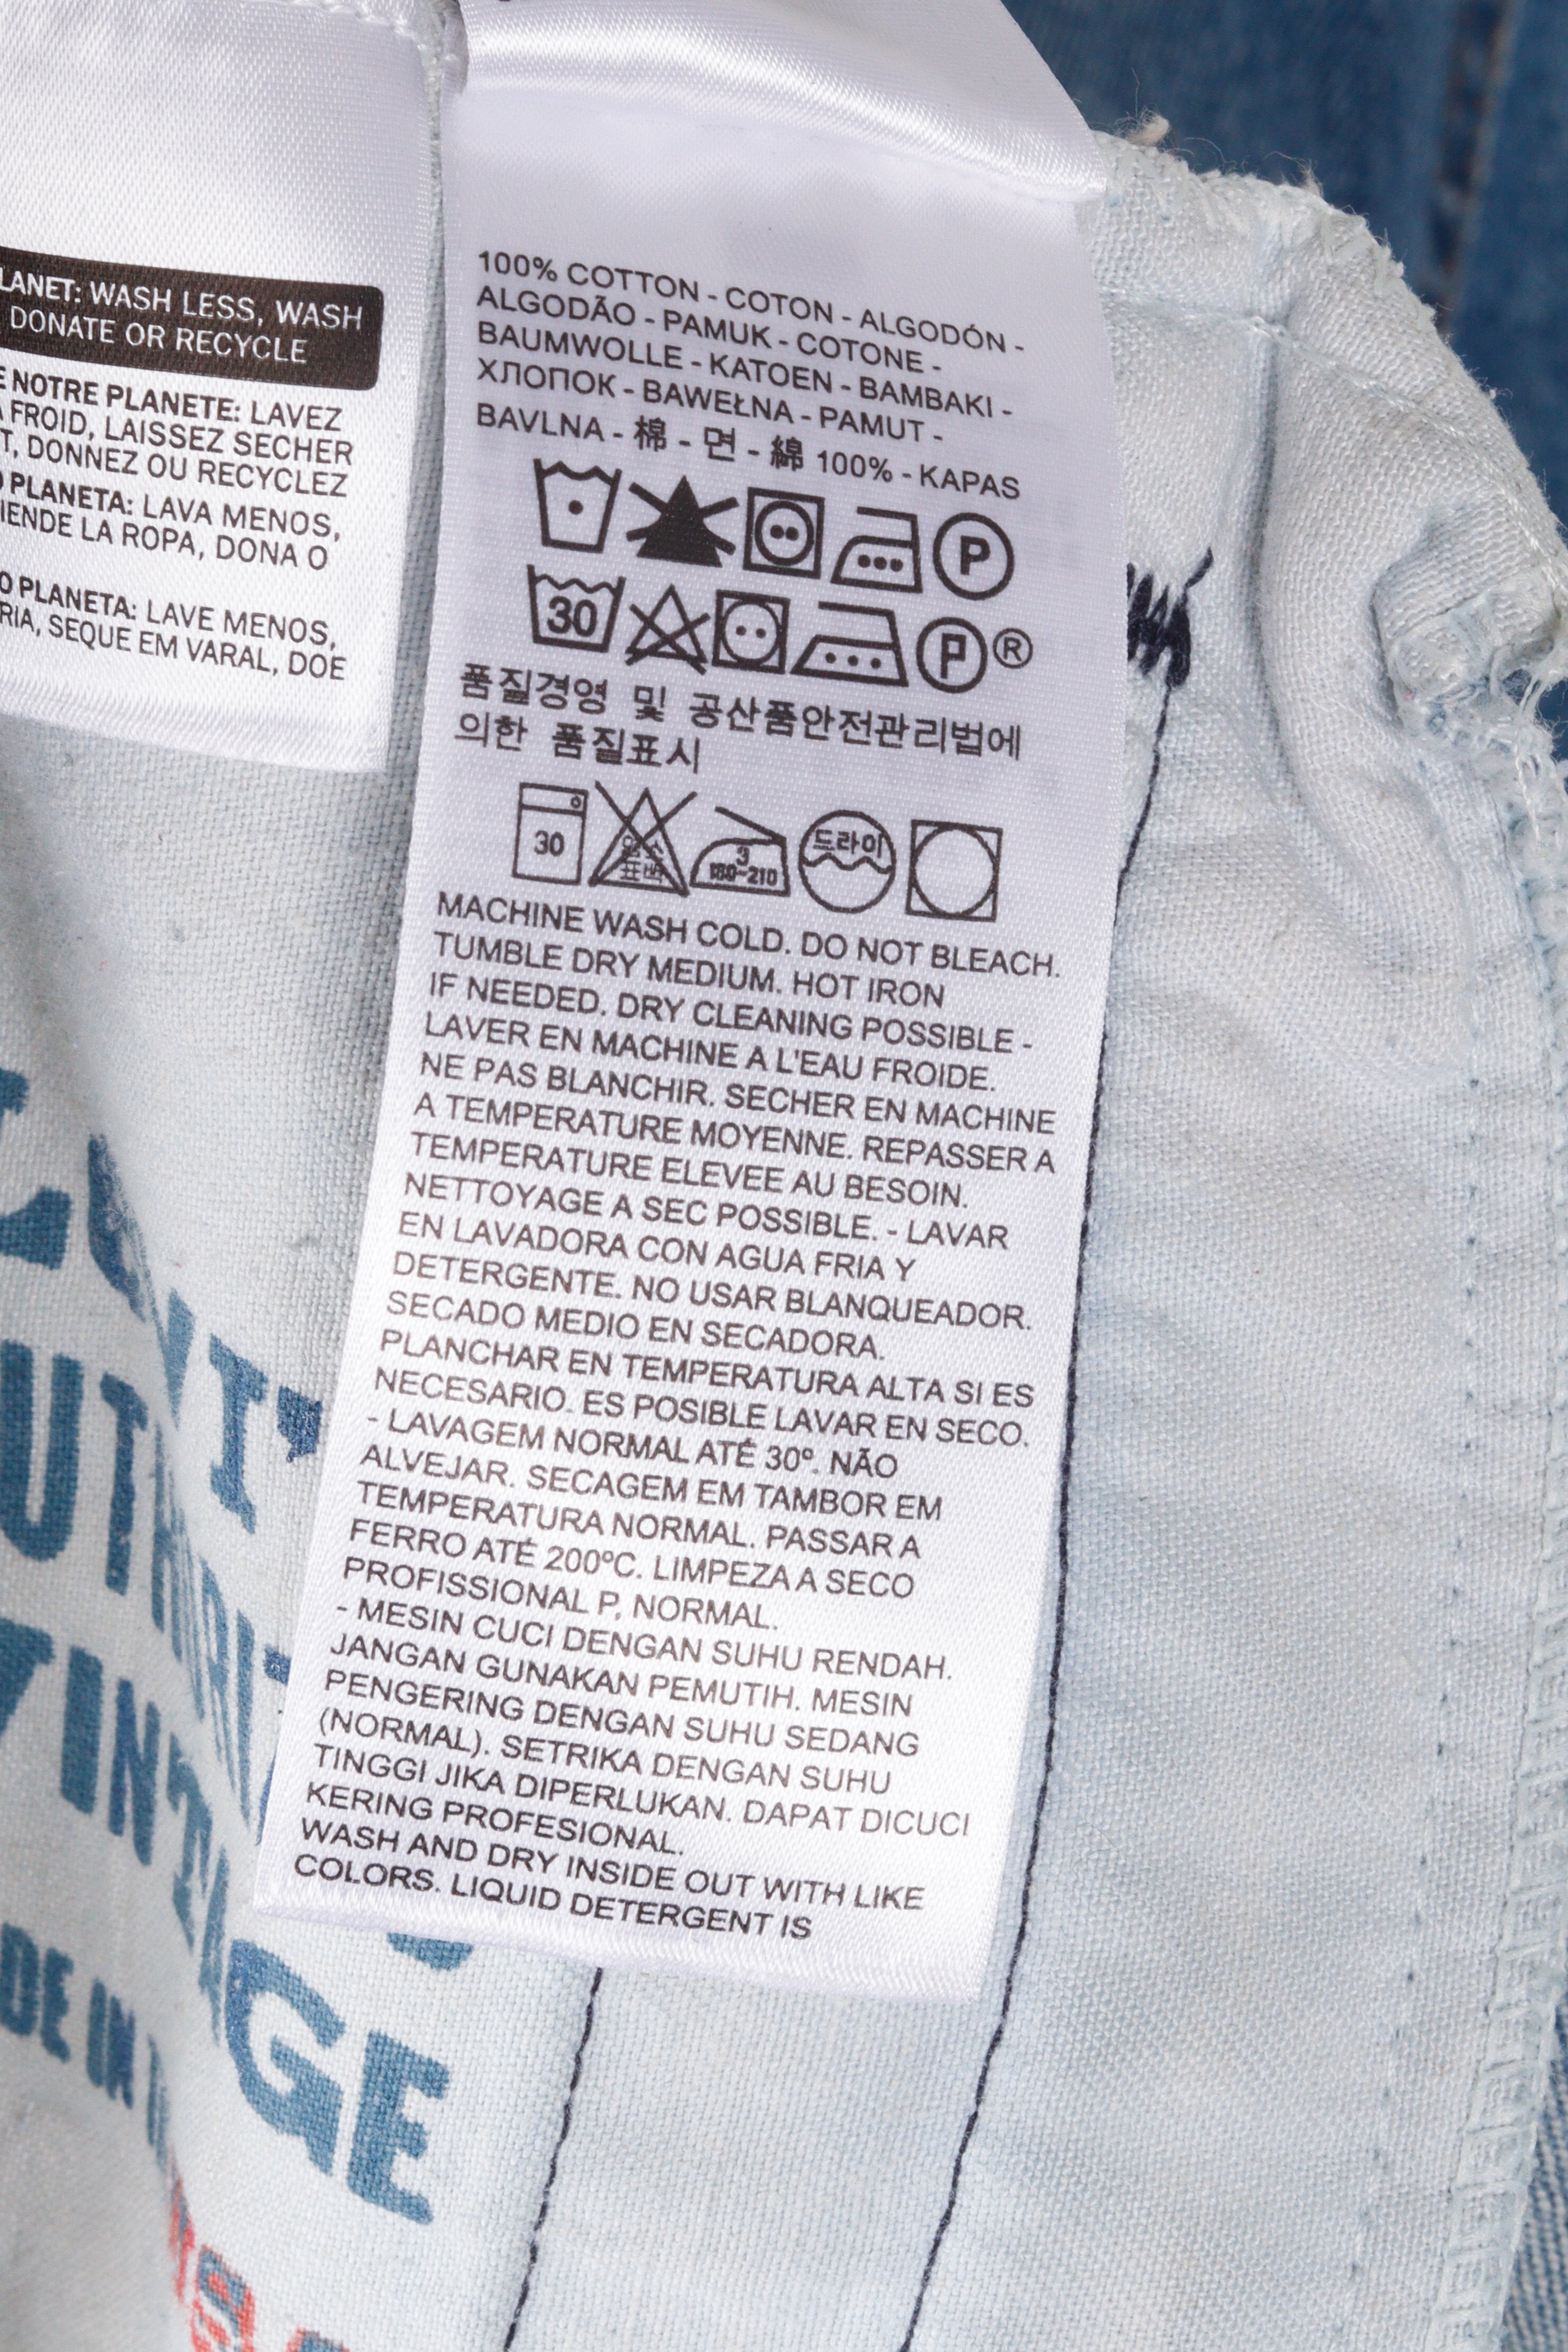 LANET: WASH LESS, WASH
DONATE OR RECYCLE
E NOTRE PLANETE: LAVEZ
A FROID, LAISSEZ SECHER
T, DONNEZ OU RECYCLEZ
O PLANETA: LAVA MENOS,
IENDE LA ROPA, DONA O
O PLANETA: LAVE MENOS,
RIA, SEQUE EM VARAL, DOE
100% COTTON - COTON - ALGODÓN -
ALGODÃO - PAMUK - COTONE -
BAUMWOLLE - KATOEN - BAMBAKI -
ХЛОПОК - BAWEŁNA - PAMUT -
BAVLNA - 棉 - 면 - 綿 100% - KAPAS
P
30 P ®
품질경영 및 공산품안전관리법에
의한 품질표시
30 염소 표백 3 180~210 드라이
MACHINE WASH COLD. DO NOT BLEACH.
TUMBLE DRY MEDIUM. HOT IRON
IF NEEDED. DRY CLEANING POSSIBLE -
LAVER EN MACHINE A L'EAU FROIDE.
NE PAS BLANCHIR. SECHER EN MACHINE
A TEMPERATURE MOYENNE. REPASSER A
TEMPERATURE ELEVEE AU BESOIN.
NETTOYAGE A SEC POSSIBLE. - LAVAR
EN LAVADORA CON AGUA FRIA Y
DETERGENTE. NO USAR BLANQUEADOR.
SECADO MEDIO EN SECADORA.
PLANCHAR EN TEMPERATURA ALTA SI ES
NECESARIO. ES POSIBLE LAVAR EN SECO.
- LAVAGEM NORMAL ATÉ 30º. NÃO
ALVEJAR. SECAGEM EM TAMBOR EM
TEMPERATURA NORMAL. PASSAR A
FERRO ATÉ 200ºC. LIMPEZA A SECO
PROFISSIONAL P, NORMAL.
- MESIN CUCI DENGAN SUHU RENDAH.
JANGAN GUNAKAN PEMUTIH. MESIN
PENGERING DENGAN SUHU SEDANG
(NORMAL). SETRIKA DENGAN SUHU
TINGGI JIKA DIPERLUKAN. DAPAT DICUCI
KERING PROFESIONAL.
WASH AND DRY INSIDE OUT WITH LIKE
COLORS. LIQUID DETERGENT IS
VINTAGE
DE IN